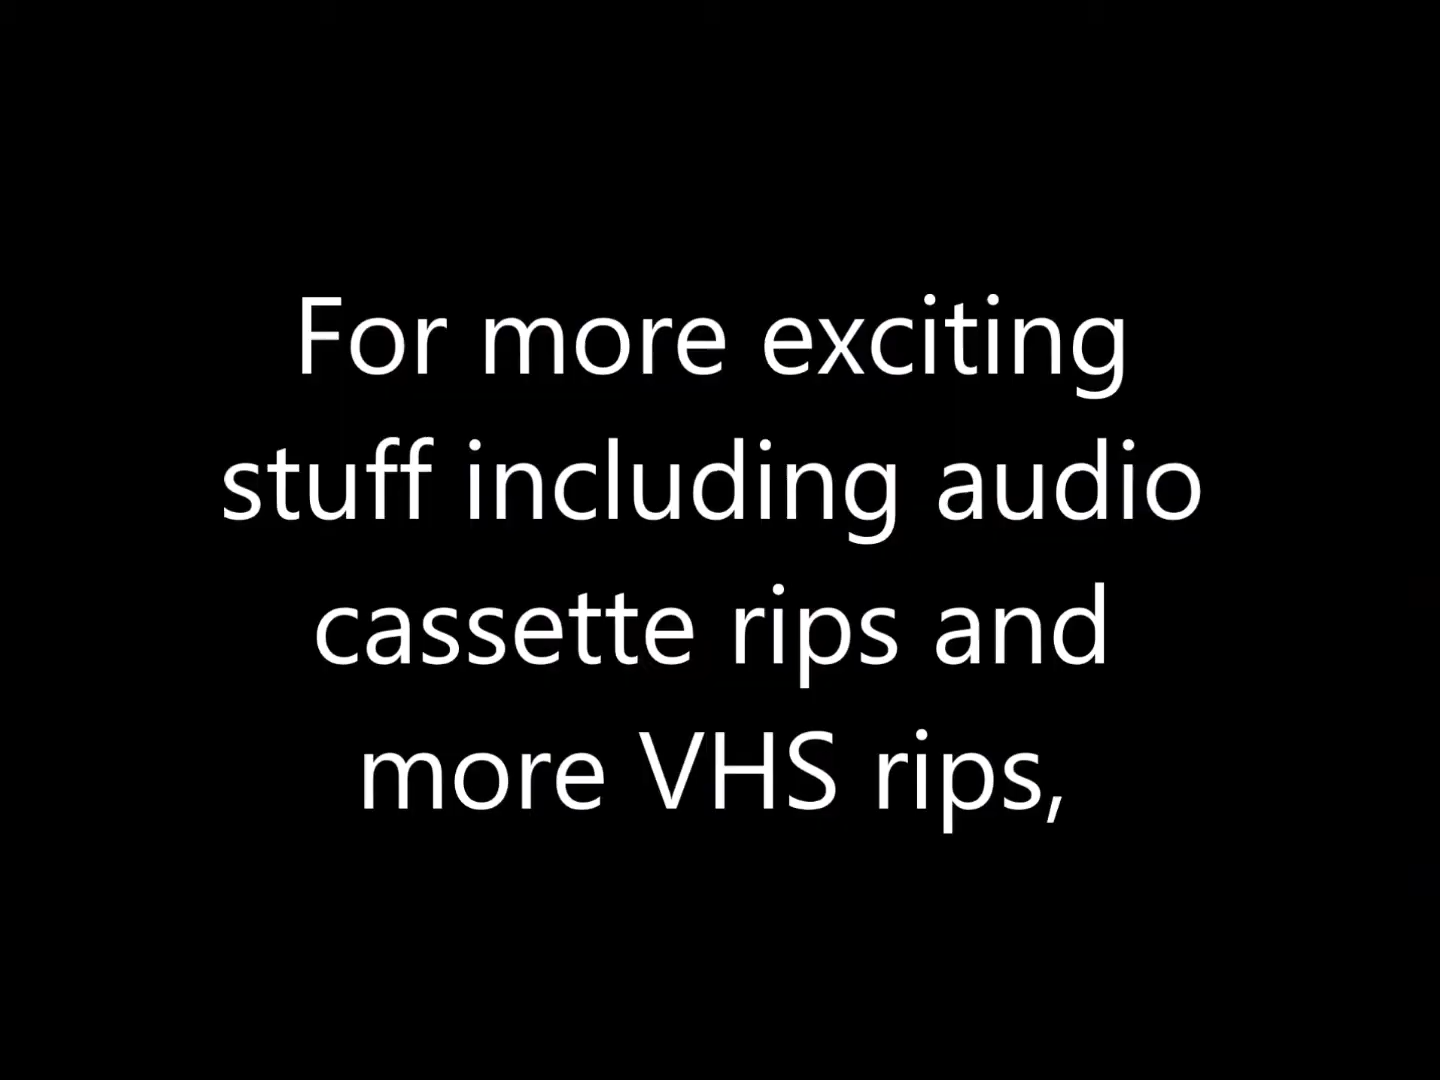 For more exciting
stuff including audio
cassette rips and
more VHS rips,